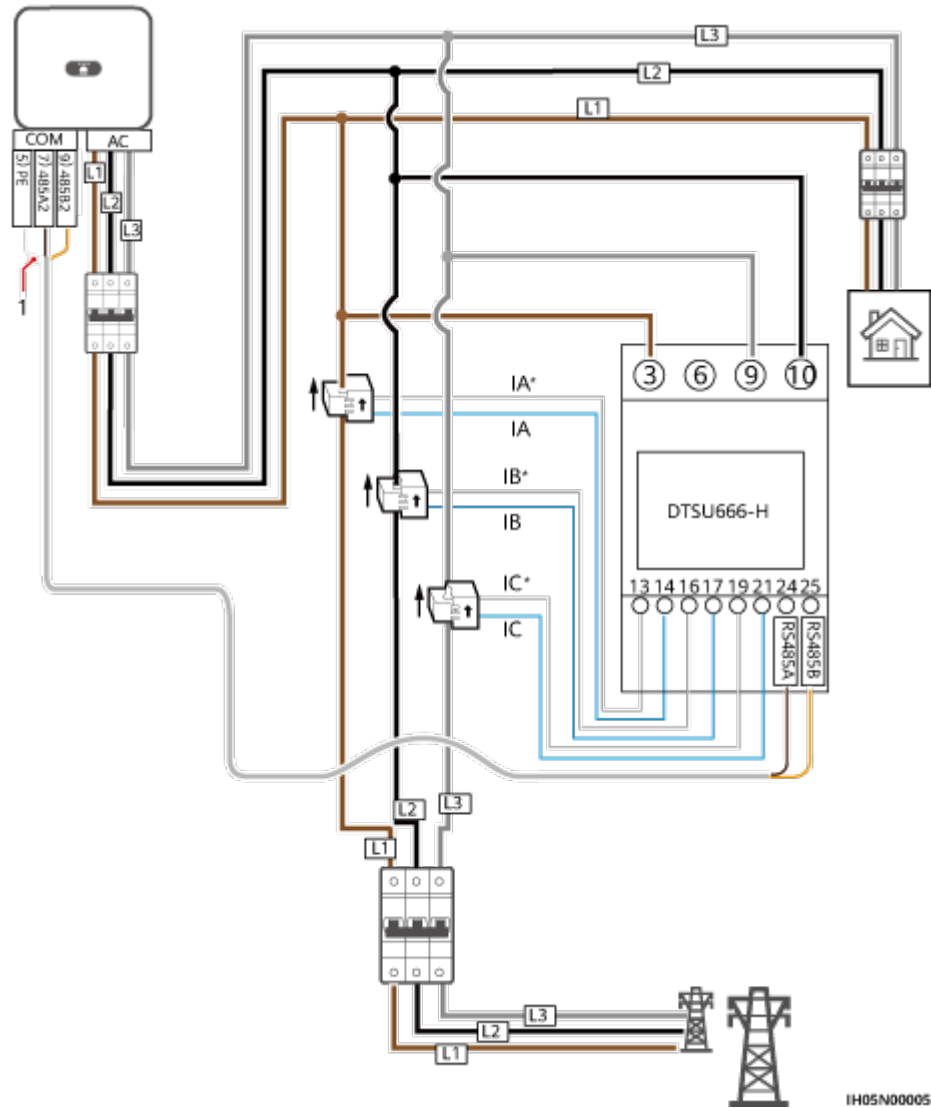 L3
L2
L1
COM
AC
5) PE
7) 485A2
9) 485B2
L1
L2
L3
1
3
6
9
10
IA*
IA
IB*
IB
DTSU666-H
IC*
IC
13 14 16 17 19 21 24 25
RS485A
RS485B
L2
L3
L1
L3
L2
L1
IH05N00005